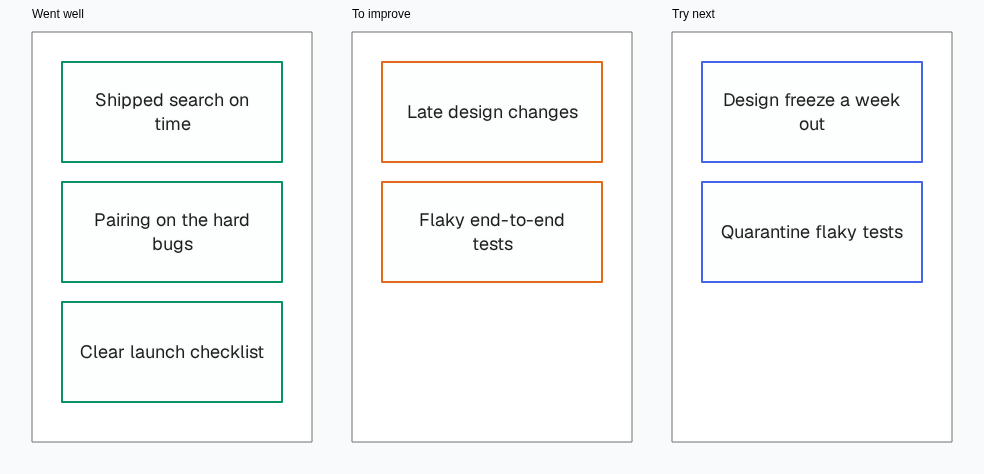 Went well
Shipped search on
time
Pairing on the hard
bugs
Clear launch checklist
To improve
Late design changes
Flaky end-to-end
tests
Try next
Design freeze a week
out
Quarantine flaky tests